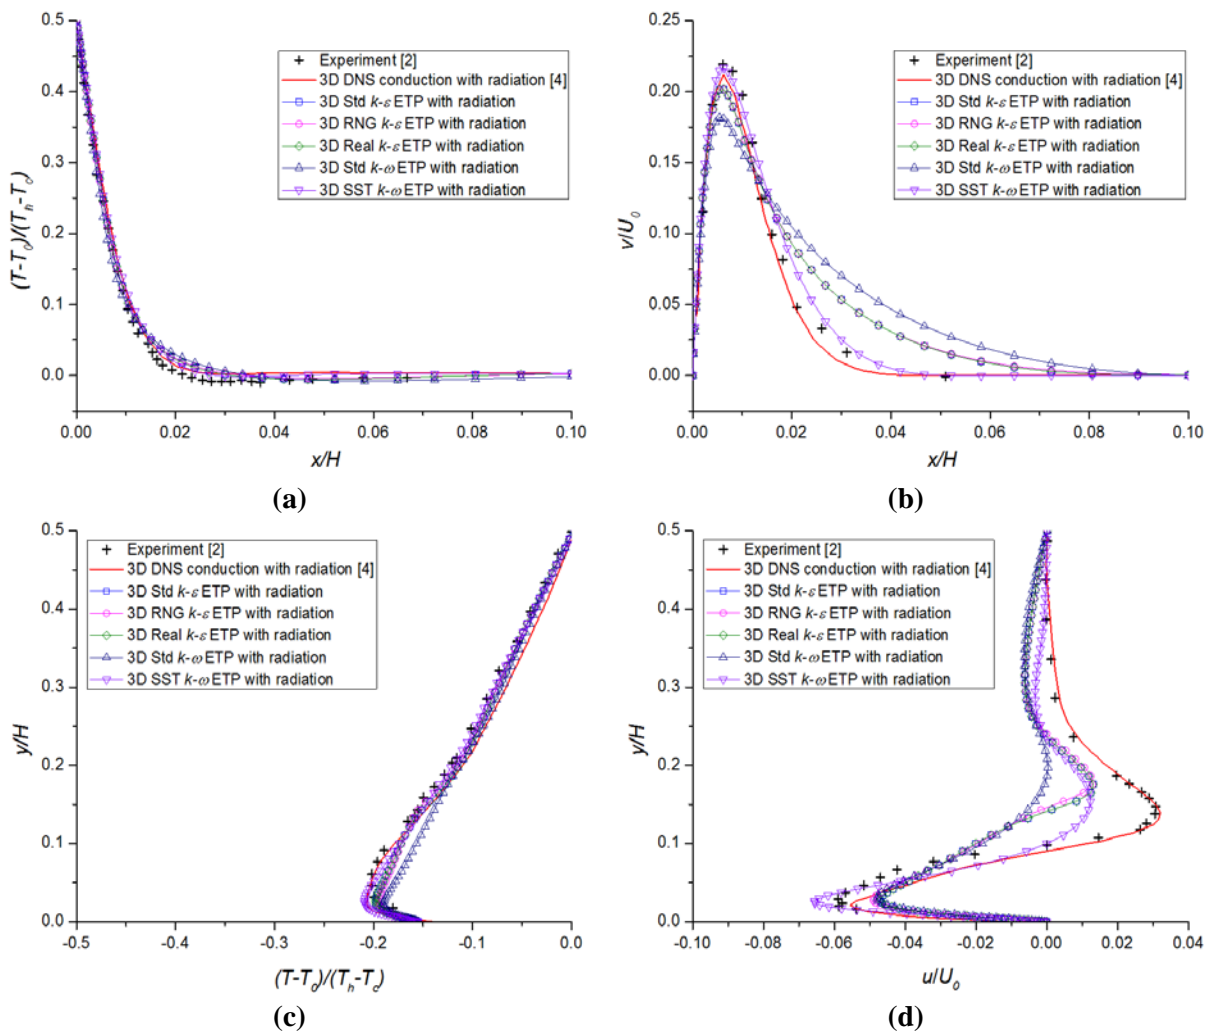 0.5
0.4
0.3
0.2
0.1
0.0
(T-T0)/(Th-Tc)
Experiment [2]
3D DNS conduction with radiation [4]
3D Std k-ε ETP with radiation
3D RNG k-ε ETP with radiation
3D Real k-ε ETP with radiation
3D Std k-ω ETP with radiation
3D SST k-ω ETP with radiation
0.00 0.02 0.04 0.06 0.08 0.10
x/H
(a)
0.25
0.20
0.15
0.10
0.05
0.00
v/U0
Experiment [2]
3D DNS conduction with radiation [4]
3D Std k-ε ETP with radiation
3D RNG k-ε ETP with radiation
3D Real k-ε ETP with radiation
3D Std k-ω ETP with radiation
3D SST k-ω ETP with radiation
0.00 0.02 0.04 0.06 0.08 0.10
x/H
(b)
0.5
0.4
0.3
0.2
0.1
0.0
y/H
Experiment [2]
3D DNS conduction with radiation [4]
3D Std k-ε ETP with radiation
3D RNG k-ε ETP with radiation
3D Real k-ε ETP with radiation
3D Std k-ω ETP with radiation
3D SST k-ω ETP with radiation
-0.5 -0.4 -0.3 -0.2 -0.1 0.0
(T-T0)/(Th-Tc)
(c)
0.5
0.4
0.3
0.2
0.1
0.0
y/H
Experiment [2]
3D DNS conduction with radiation [4]
3D Std k-ε ETP with radiation
3D RNG k-ε ETP with radiation
3D Real k-ε ETP with radiation
3D Std k-ω ETP with radiation
3D SST k-ω ETP with radiation
-0.10 -0.08 -0.06 -0.04 -0.02 0.00 0.02 0.04
u/U0
(d)